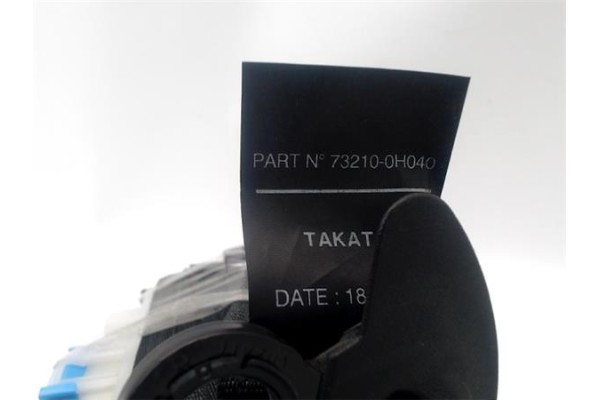 PART N° 73210-0H040
TAKAT
DATE : 18